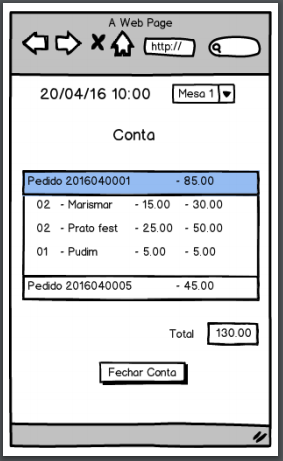 A Web Page
http://
20/04/16 10:00 Mesa 1
Conta
Pedido 2016040001 - 85.00
02 - Marismar - 15.00 - 30.00
02 - Prato fest - 25.00 - 50.00
01 - Pudim - 5.00 - 5.00
Pedido 2016040005 - 45.00
Total 130.00
Fechar Conta